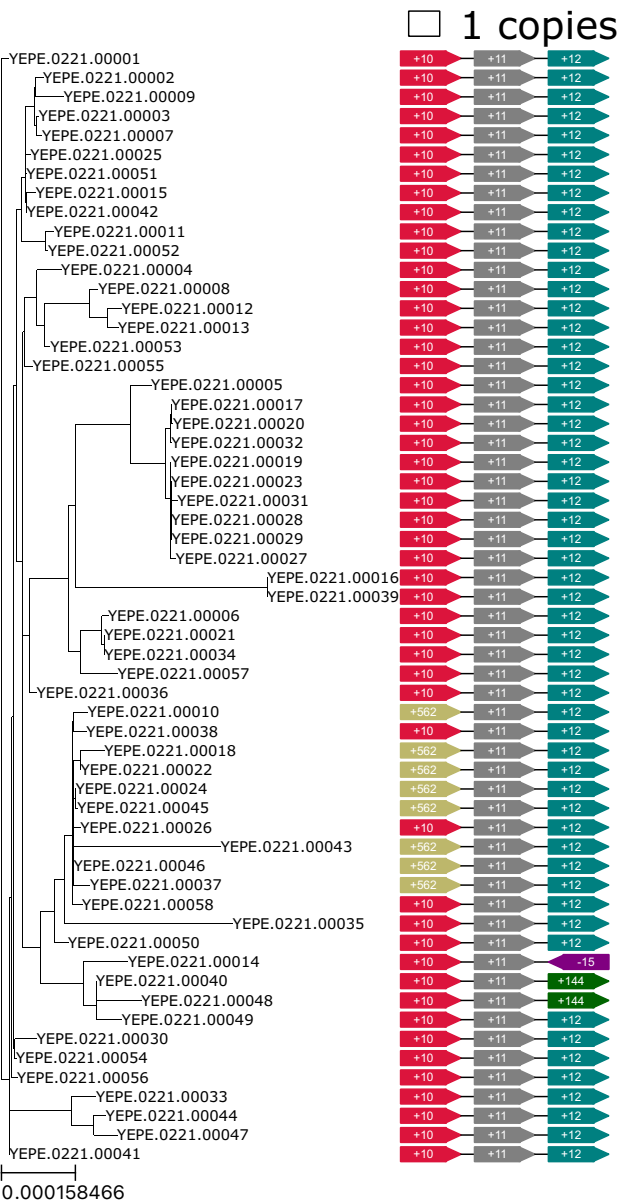 1 copies
YEPE.0221.00001 +10 +11 +12
YEPE.0221.00002 +10 +11 +12
YEPE.0221.00009 +10 +11 +12
YEPE.0221.00003 +10 +11 +12
YEPE.0221.00007 +10 +11 +12
YEPE.0221.00025 +10 +11 +12
YEPE.0221.00051 +10 +11 +12
YEPE.0221.00015 +10 +11 +12
YEPE.0221.00042 +10 +11 +12
YEPE.0221.00011 +10 +11 +12
YEPE.0221.00052 +10 +11 +12
YEPE.0221.00004 +10 +11 +12
YEPE.0221.00008 +10 +11 +12
YEPE.0221.00012 +10 +11 +12
YEPE.0221.00013 +10 +11 +12
YEPE.0221.00053 +10 +11 +12
YEPE.0221.00055 +10 +11 +12
YEPE.0221.00005 +10 +11 +12
YEPE.0221.00017 +10 +11 +12
YEPE.0221.00020 +10 +11 +12
YEPE.0221.00032 +10 +11 +12
YEPE.0221.00019 +10 +11 +12
YEPE.0221.00023 +10 +11 +12
YEPE.0221.00031 +10 +11 +12
YEPE.0221.00028 +10 +11 +12
YEPE.0221.00029 +10 +11 +12
YEPE.0221.00027 +10 +11 +12
YEPE.0221.00016 +10 +11 +12
YEPE.0221.00039 +10 +11 +12
YEPE.0221.00006 +10 +11 +12
YEPE.0221.00021 +10 +11 +12
YEPE.0221.00034 +10 +11 +12
YEPE.0221.00057 +10 +11 +12
YEPE.0221.00036 +10 +11 +12
YEPE.0221.00010 +562 +11 +12
YEPE.0221.00038 +10 +11 +12
YEPE.0221.00018 +562 +11 +12
YEPE.0221.00022 +562 +11 +12
YEPE.0221.00024 +562 +11 +12
YEPE.0221.00045 +562 +11 +12
YEPE.0221.00026 +10 +11 +12
YEPE.0221.00043 +562 +11 +12
YEPE.0221.00046 +562 +11 +12
YEPE.0221.00037 +562 +11 +12
YEPE.0221.00058 +10 +11 +12
YEPE.0221.00035 +10 +11 +12
YEPE.0221.00050 +10 +11 +12
YEPE.0221.00014 +10 +11 -15
YEPE.0221.00040 +10 +11 +144
YEPE.0221.00048 +10 +11 +144
YEPE.0221.00049 +10 +11 +12
YEPE.0221.00030 +10 +11 +12
YEPE.0221.00054 +10 +11 +12
YEPE.0221.00056 +10 +11 +12
YEPE.0221.00033 +10 +11 +12
YEPE.0221.00044 +10 +11 +12
YEPE.0221.00047 +10 +11 +12
YEPE.0221.00041 +10 +11 +12
0.000158466